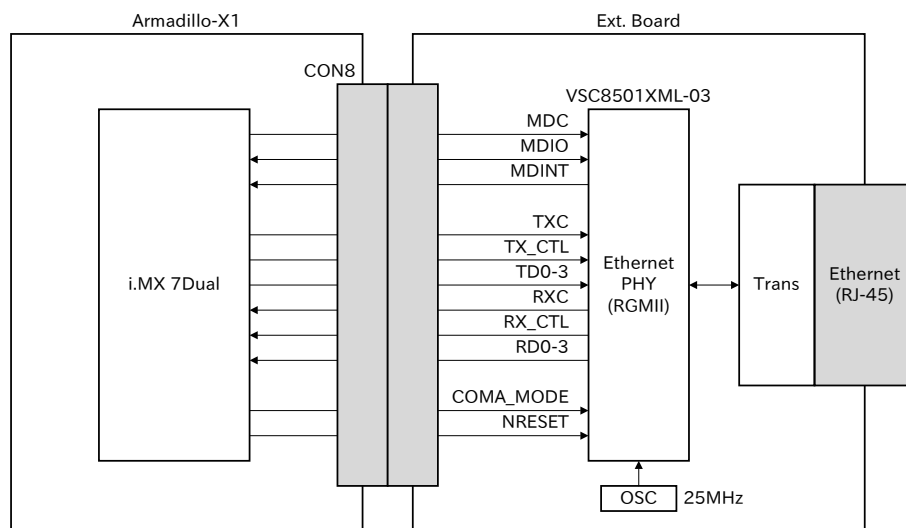 Armadillo-X1
Ext. Board
CON8
VSC8501XML-03
MDC
MDIO
MDINT
TXC
TX_CTL
TD0-3
RXC
RX_CTL
RD0-3
COMA_MODE
NRESET
i.MX 7Dual
Ethernet
PHY
(RGMII)
Trans
Ethernet
(RJ-45)
OSC
25MHz